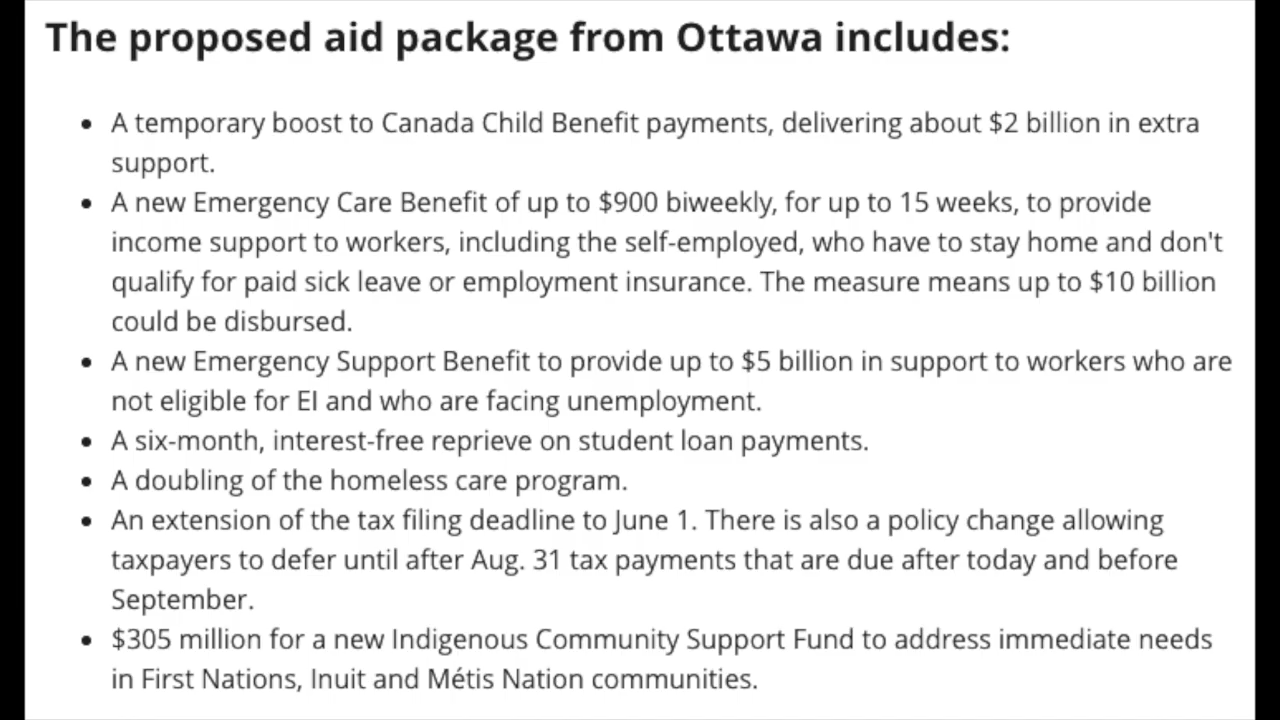 The proposed aid package from Ottawa includes:
• A temporary boost to Canada Child Benefit payments, delivering about $2 billion in extra
support.
• A new Emergency Care Benefit of up to $900 biweekly, for up to 15 weeks, to provide
income support to workers, including the self-employed, who have to stay home and don't
qualify for paid sick leave or employment insurance. The measure means up to $10 billion
could be disbursed.
• A new Emergency Support Benefit to provide up to $5 billion in support to workers who are
not eligible for EI and who are facing unemployment.
• A six-month, interest-free reprieve on student loan payments.
• A doubling of the homeless care program.
• An extension of the tax filing deadline to June 1. There is also a policy change allowing
taxpayers to defer until after Aug. 31 tax payments that are due after today and before
September.
• $305 million for a new Indigenous Community Support Fund to address immediate needs
in First Nations, Inuit and Métis Nation communities.